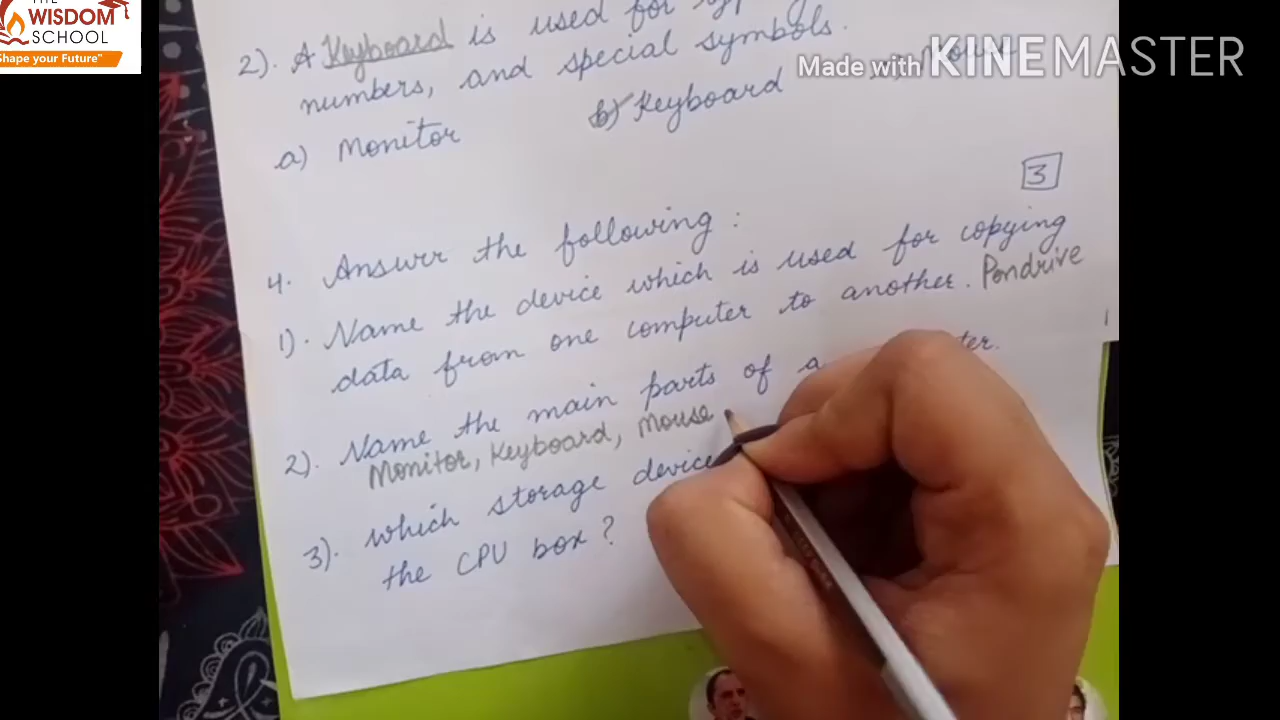 THE
WISDOM
SCHOOL
Shape your Future"
Made with KINEMASTER
2). A Keyboard is used for
numbers, and special symbols.
a) Monitor b) Keyboard Mouse
3
4. Answer the following :
1). Name the device which is used for copying
data from one computer to another. Pendrive
2). Name the main parts of a
Monitor, Keyboard, Mouse
3). which storage device
the CPU box ?